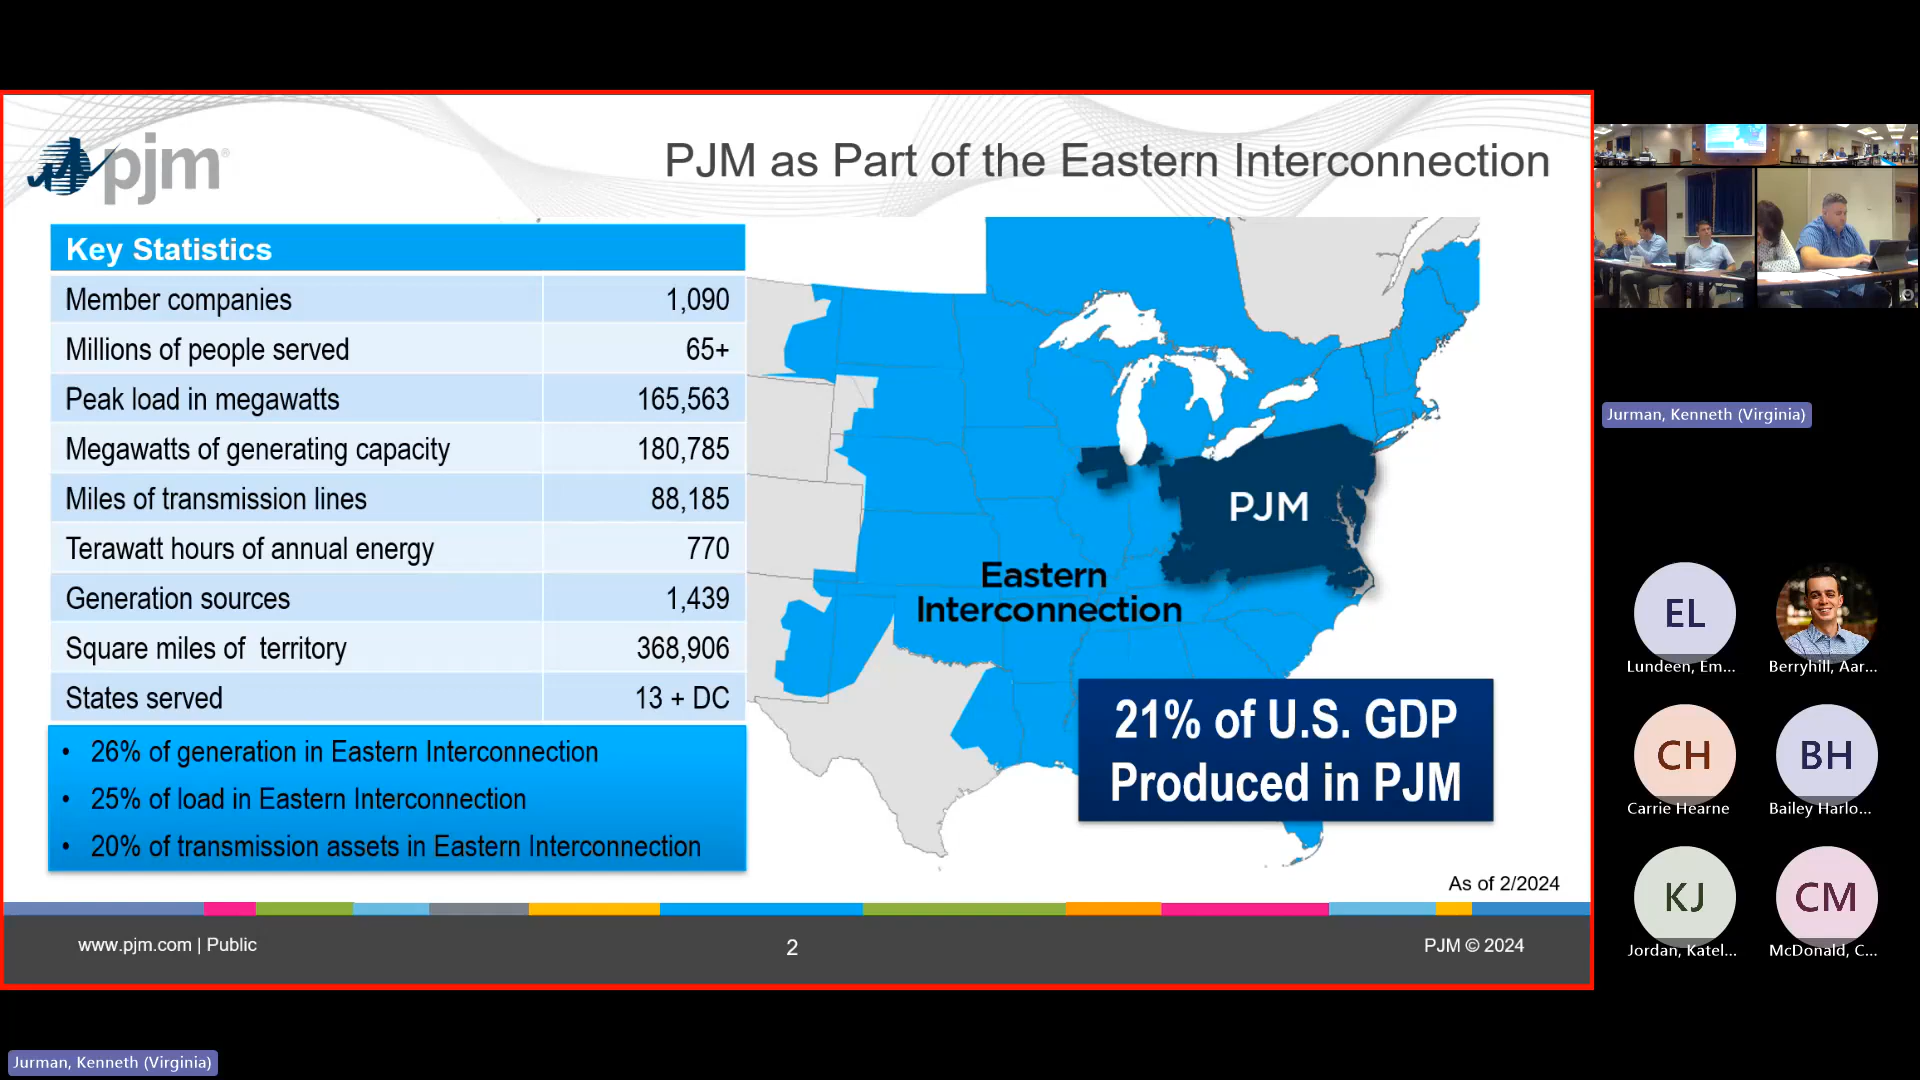 pjm®
PJM as Part of the Eastern Interconnection
Key Statistics
Member companies 1,090
Millions of people served 65+
Peak load in megawatts 165,563
Megawatts of generating capacity 180,785
Miles of transmission lines 88,185
Terawatt hours of annual energy 770
Generation sources 1,439
Square miles of territory 368,906
States served 13 + DC
• 26% of generation in Eastern Interconnection
• 25% of load in Eastern Interconnection
• 20% of transmission assets in Eastern Interconnection
PJM
Eastern
Interconnection
21% of U.S. GDP
Produced in PJM
As of 2/2024
www.pjm.com | Public
2
PJM © 2024
Jurman, Kenneth (Virginia)
EL
Lundeen, Em...
Berryhill, Aar...
CH
Carrie Hearne
BH
Bailey Harlo...
KJ
Jordan, Katel...
CM
McDonald, C...
Jurman, Kenneth (Virginia)